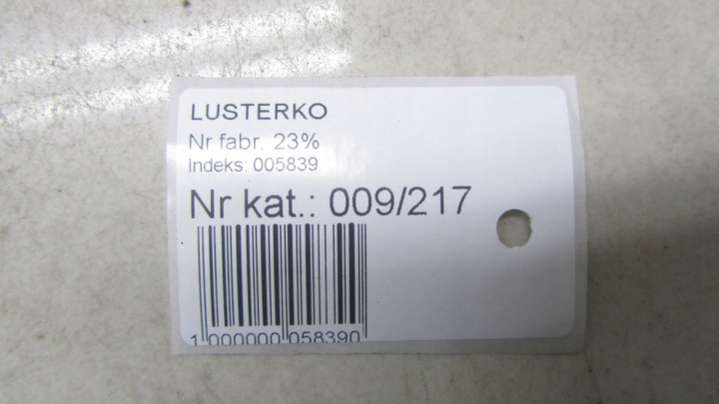 LUSTERKO
Nr fabr. 23%
Indeks: 005839
Nr kat.: 009/217
1 000000 058390